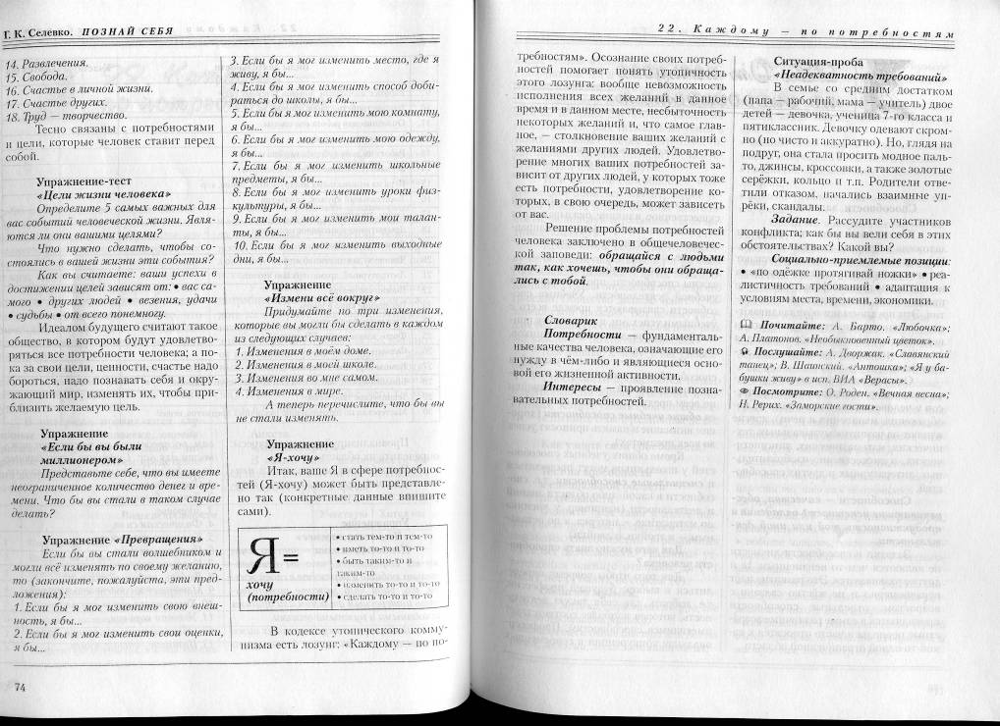 Г. К. Селевко. ПОЗНАЙ СЕБЯ
14. Развлечения.
15. Свобода.
16. Счастье в личной жизни.
17. Счастье других.
18. Труд — творчество.
Тесно связаны с потребностями
и цели, которые человек ставит перед
собой.
Упражнение-тест
«Цели жизни человека»
Определите 5 самых важных для
вас событий человеческой жизни. Явля-
ются ли они вашими целями?
Что нужно сделать, чтобы со-
стоялись в вашей жизни эти события?
Как вы считаете: ваши успехи в
достижении целей зависят от: • вас са-
мого • других людей • везения, удачи
• судьбы • от всего понемногу.
Идеалом будущего считают такое
общество, в котором будут удовлетво-
ряться все потребности человека; а по-
ка за свои цели, ценности, счастье надо
бороться, надо познавать себя и окру-
жающий мир, изменять их, чтобы при-
близить желаемую цель.
Упражнение
«Если бы вы были
миллионером»
Представьте себе, что вы имеете
неограниченное количество денег и вре-
мени. Что бы вы стали в таком случае
делать?
Упражнение «Превращения»
Если бы вы стали волшебником и
могли всё изменять по своему желанию,
то (закончите, пожалуйста, эти пред-
ложения):
1. Если бы я мог изменить свою внеш-
ность, я бы...
2. Если бы я мог изменить свои оценки,
я бы...
3. Если бы я мог изменить место, где я
живу, я бы...
4. Если бы я мог изменить способ доби-
раться до школы, я бы...
5. Если бы я мог изменить мою комнату,
я бы...
6. Если бы я мог изменить мою одежду,
я бы...
7. Если бы я мог изменить школьные
предметы, я бы...
8. Если бы я мог изменить уроки физ-
культуры, я бы...
9. Если бы я мог изменить мои талан-
ты, я бы...
10. Если бы я мог изменить выходные
дни, я бы...
Упражнение
«Измени всё вокруг»
Придумайте по три изменения,
которые вы могли бы сделать в каждом
из следующих случаев:
1. Изменения в моём доме.
2. Изменения в моей школе.
3. Изменения во мне самом.
4. Изменения в мире.
А теперь перечислите, что бы вы
не стали изменять.
Упражнение
«Я-хочу»
Итак, ваше Я в сфере потребнос-
тей (Я-хочу) может быть представле-
но так (конкретные данные впишите
сами).
Я=
хочу
(потребности)
• стать тем-то и тем-то
• иметь то-то и то-то
• быть таким-то и
таким-то
• изменить то-то и то-то
• сделать то-то и то-то
В кодексе утопического комму-
низма есть лозунг: «Каждому — по по-
74
22. Каждому — по потребностям
требностям». Осознание своих потреб-
ностей помогает понять утопичность
этого лозунга: вообще невозможность
исполнения всех желаний в данное
время и в данном месте, несбыточность
некоторых желаний и, что самое глав-
ное, — столкновение ваших желаний с
желаниями других людей. Удовлетво-
рение многих ваших потребностей за-
висит от других людей, у которых тоже
есть потребности, удовлетворение кото-
рых, в свою очередь, может зависеть
от вас.
Решение проблемы потребностей
человека заключено в общечеловечес-
кой заповеди: обращайся с людьми
так, как хочешь, чтобы они обраща-
лись с тобой.
Словарик
Потребности — фундаменталь-
ные качества человека, означающие его
нужду в чём-либо и являющиеся осно-
вой его жизненной активности.
Интересы — проявление позна-
вательных потребностей.
Ситуация-проба
«Неадекватность требований»
В семье со средним достатком
(папа — рабочий, мама — учитель) двое
детей — девочка, ученица 7-го класса и
пятиклассник. Девочку одевают скром-
но (но чисто и аккуратно). Но, глядя на
подруг, она стала просить модное паль-
то, джинсы, кроссовки, а также золотые
серёжки, кольцо и т.п. Родители отве-
тили отказом, начались взаимные уп-
рёки, скандалы.
Задание. Рассудите участников
конфликта; как бы вы вели себя в этих
обстоятельствах? Какой вы?
Социально-приемлемые позиции:
• «по одёжке протягивай ножки» • реа-
листичность требований • адаптация к
условиям места, времени, экономики.
Почитайте: А. Барто. «Любочка»;
А. Платонов. «Необыкновенный цветок».
Послушайте: А. Дворжак. «Славянский
танец»; В. Шаинский. «Антошка»; «Я у ба-
бушки живу» в исп. ВИА «Верасы».
Посмотрите: О. Роден. «Вечная весна»;
Н. Рерих. «Заморские гости».